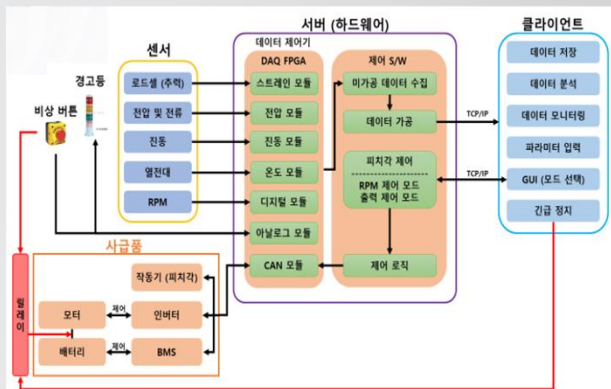 서버 (하드웨어)
클라이언트
센서
데이터 제어기
DAQ FPGA
제어 S/W
경고등
비상 버튼
로드셀 (추력)
전압 및 전류
진동
열전대
RPM
스트레인 모듈
전압 모듈
진동 모듈
온도 모듈
디지털 모듈
아날로그 모듈
CAN 모듈
미가공 데이터 수집
데이터 가공
피치각 제어
RPM 제어 모드
출력 제어 모드
제어 로직
TCP/IP
TCP/IP
데이터 저장
데이터 분석
데이터 모니터링
파라미터 입력
GUI (모드 선택)
긴급 정지
사급품
릴레이
작동기 (피치각)
모터
제어
인버터
배터리
제어
BMS